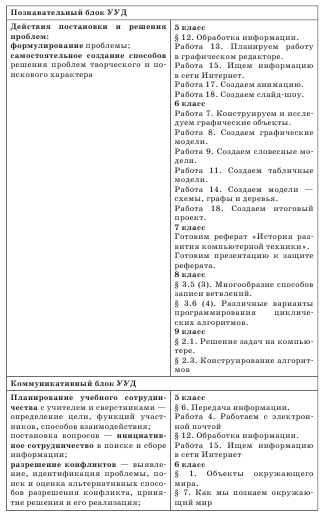 Познавательный блок УУД
Действия постановки и решения
проблем:
формулирование проблемы;
самостоятельное создание способов
решения проблем творческого и по-
искового характера
5 класс
§ 12. Обработка информации.
Работа 13. Планируем работу
в графическом редакторе.
Работа 15. Ищем информацию
в сети Интернет.
Работа 17. Создаем анимацию.
Работа 18. Создаем слайд-шоу.
6 класс
Работа 7. Конструируем и иссле-
дуем графические объекты.
Работа 8. Создаем графические
модели.
Работа 9. Создаем словесные мо-
дели.
Работа 11. Создаем табличные
модели.
Работа 14. Создаем модели —
схемы, графы и деревья.
Работа 18. Создаем итоговый
проект.
7 класс
Готовим реферат «История раз-
вития компьютерной техники».
Готовим презентацию к защите
реферата.
8 класс
§ 3.5 (3). Многообразие способов
записи ветвлений.
§ 3.6 (4). Различные варианты
программирования цикличе-
ских алгоритмов.
9 класс
§ 2.1. Решение задач на компью-
тере.
§ 2.3. Конструирование алгорит-
мов
Коммуникативный блок УУД
Планирование учебного сотрудни-
чества с учителем и сверстниками —
определение цели, функций участ-
ников, способов взаимодействия;
постановка вопросов — инициатив-
ное сотрудничество в поиске и сборе
информации;
разрешение конфликтов — выявле-
ние, идентификация проблемы, по-
иск и оценка альтернативных спосо-
бов разрешения конфликта, приня-
тие решения и его реализация;
5 класс
§ 6. Передача информации.
Работа 4. Работаем с электрон-
ной почтой
§ 12. Обработка информации.
Работа 15. Ищем информацию
в сети Интернет
6 класс
§ 1. Объекты окружающего
мира.
§ 7. Как мы познаем окружаю-
щий мир